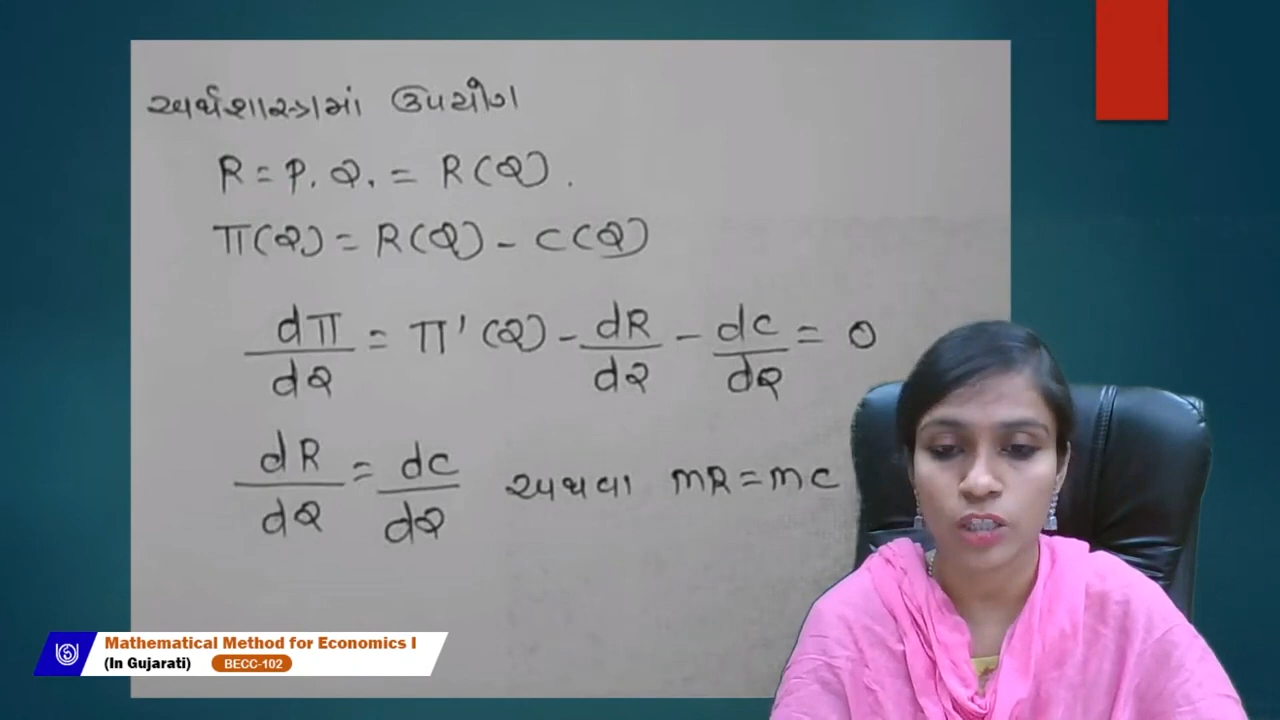 અર્થશાસ્ત્રમાં ઉપયોગ
R = P. Q. = R(Q).
π(Q) = R(Q) - C(Q)
dπ/dQ = π'(Q) - dR/dQ - dC/dQ = 0
dR/dQ = dC/dQ અથવા MR = MC
Mathematical Method for Economics I
(In Gujarati) BECC-102